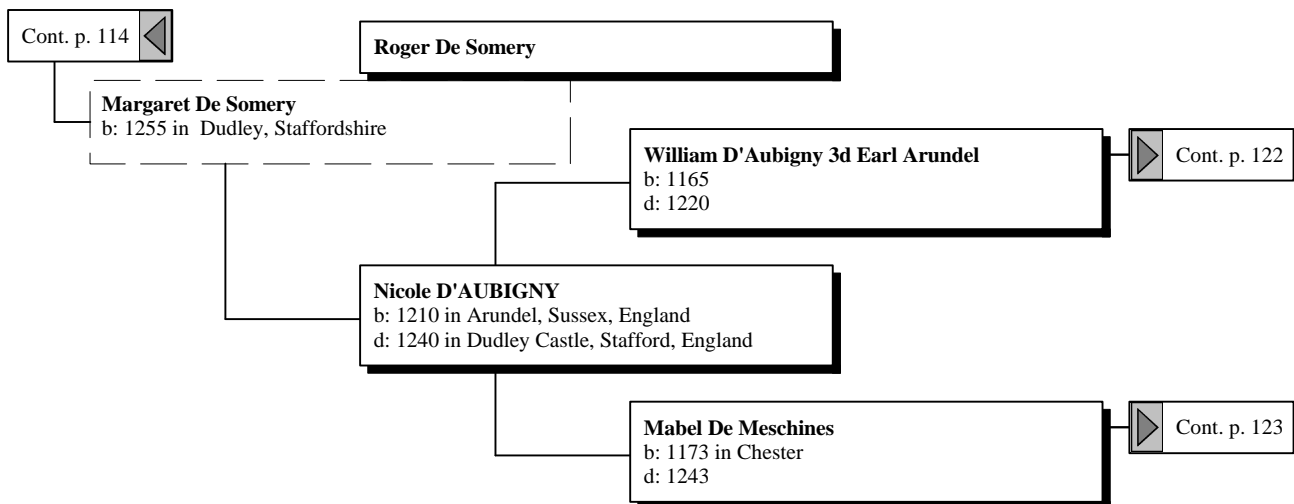 Cont. p. 114
Roger De Somery
Margaret De Somery
b: 1255 in Dudley, Staffordshire
William D'Aubigny 3d Earl Arundel
b: 1165
d: 1220
Cont. p. 122
Nicole D'AUBIGNY
b: 1210 in Arundel, Sussex, England
d: 1240 in Dudley Castle, Stafford, England
Mabel De Meschines
b: 1173 in Chester
d: 1243
Cont. p. 123